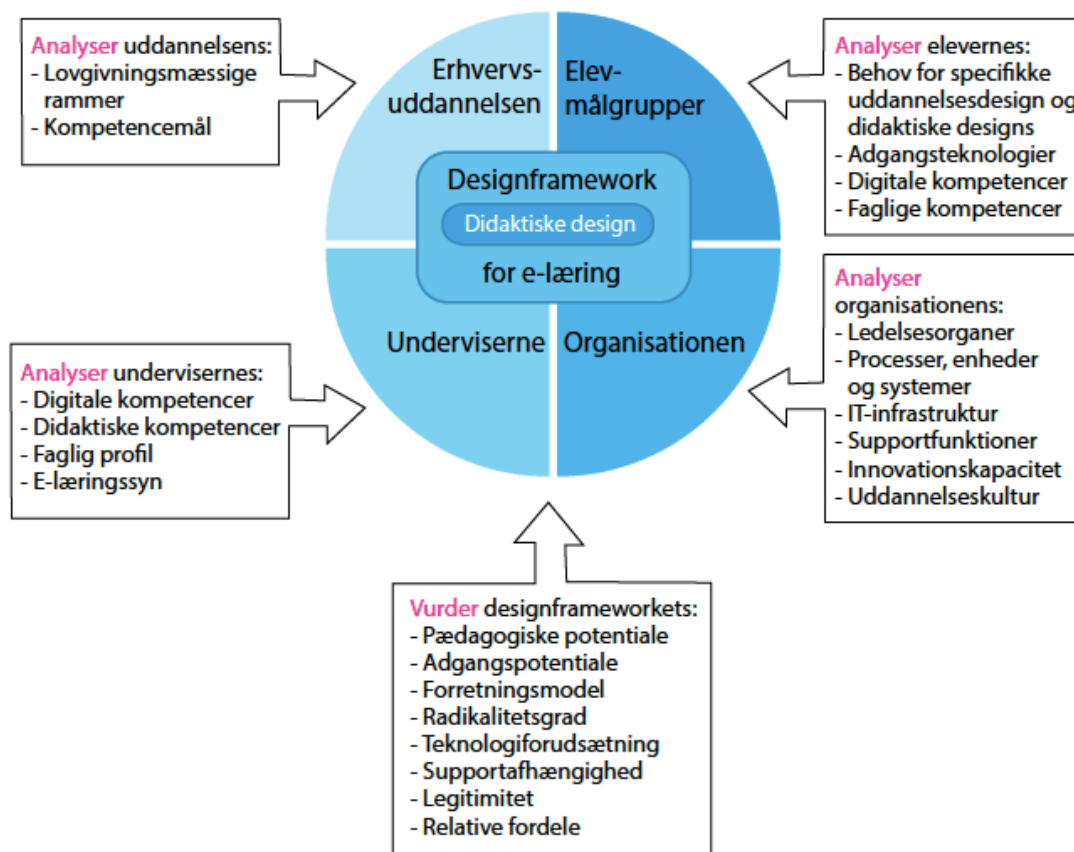 Analyser uddannelsens:
- Lovgivningsmæssige
rammer
- Kompetencemål
Erhvervs-
uddannelsen
Elev-
målgrupper
Analyser elevernes:
- Behov for specifikke
uddannelsesdesign og
didaktiske designs
- Adgangsteknologier
- Digitale kompetencer
- Faglige kompetencer
Designframework
Didaktiske design
for e-læring
Underviserne
Organisationen
Analyser undervisernes:
- Digitale kompetencer
- Didaktiske kompetencer
- Faglig profil
- E-læringssyn
Analyser
organisationens:
- Ledelsesorganer
- Processer, enheder
og systemer
- IT-infrastruktur
- Supportfunktioner
- Innovationskapacitet
- Uddannelseskultur
Vurder designframeworkets:
- Pædagogiske potentiale
- Adgangspotentiale
- Forretningsmodel
- Radikalitetsgrad
- Teknologiforudsætning
- Supportafhængighed
- Legitimitet
- Relative fordele